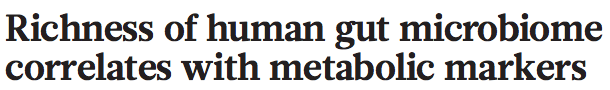 Richness of human gut microbiome
correlates with metabolic markers